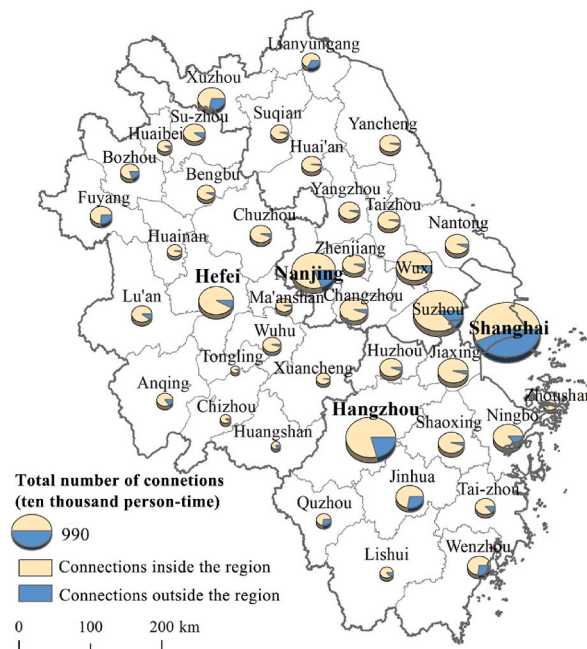 Lianyungang
Xuzhou
Su-zhou
Suqian
Huaibei
Yancheng
Huai'an
Bozhou
Bengbu
Fuyang
Yangzhou
Taizhou
Chuzhou
Nantong
Huainan
Zhenjiang
Wuxi
Hefei
Nanjing
Lu'an
Ma'anshan
Changzhou
Suzhou
Shanghai
Wuhu
Tongling
Huzhou
Jiaxing
Xuancheng
Anqing
Zhoushan
Chizhou
Hangzhou
Shaoxing
Ningbo
Huangshan
Total number of connetions
(ten thousand person-time)
990
Jinhua
Tai-zhou
Quzhou
Connections inside the region
Lishui
Wenzhou
Connections outside the region
0 100 200 km